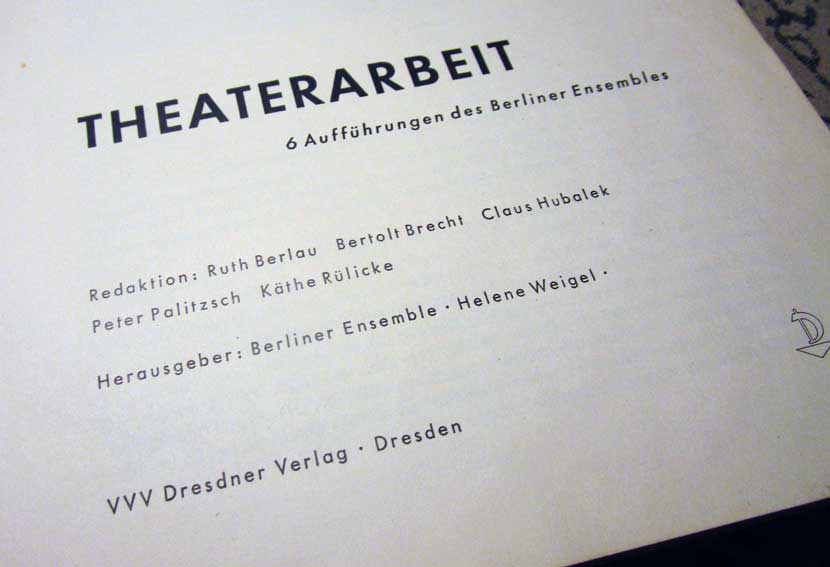 THEATERARBEIT
6 Aufführungen des Berliner Ensembles
Redaktion: Ruth Berlau Bertolt Brecht Claus Hubalek
Peter Palitzsch Käthe Rülicke
Herausgeber: Berliner Ensemble · Helene Weigel ·
D
VVV Dresdner Verlag · Dresden